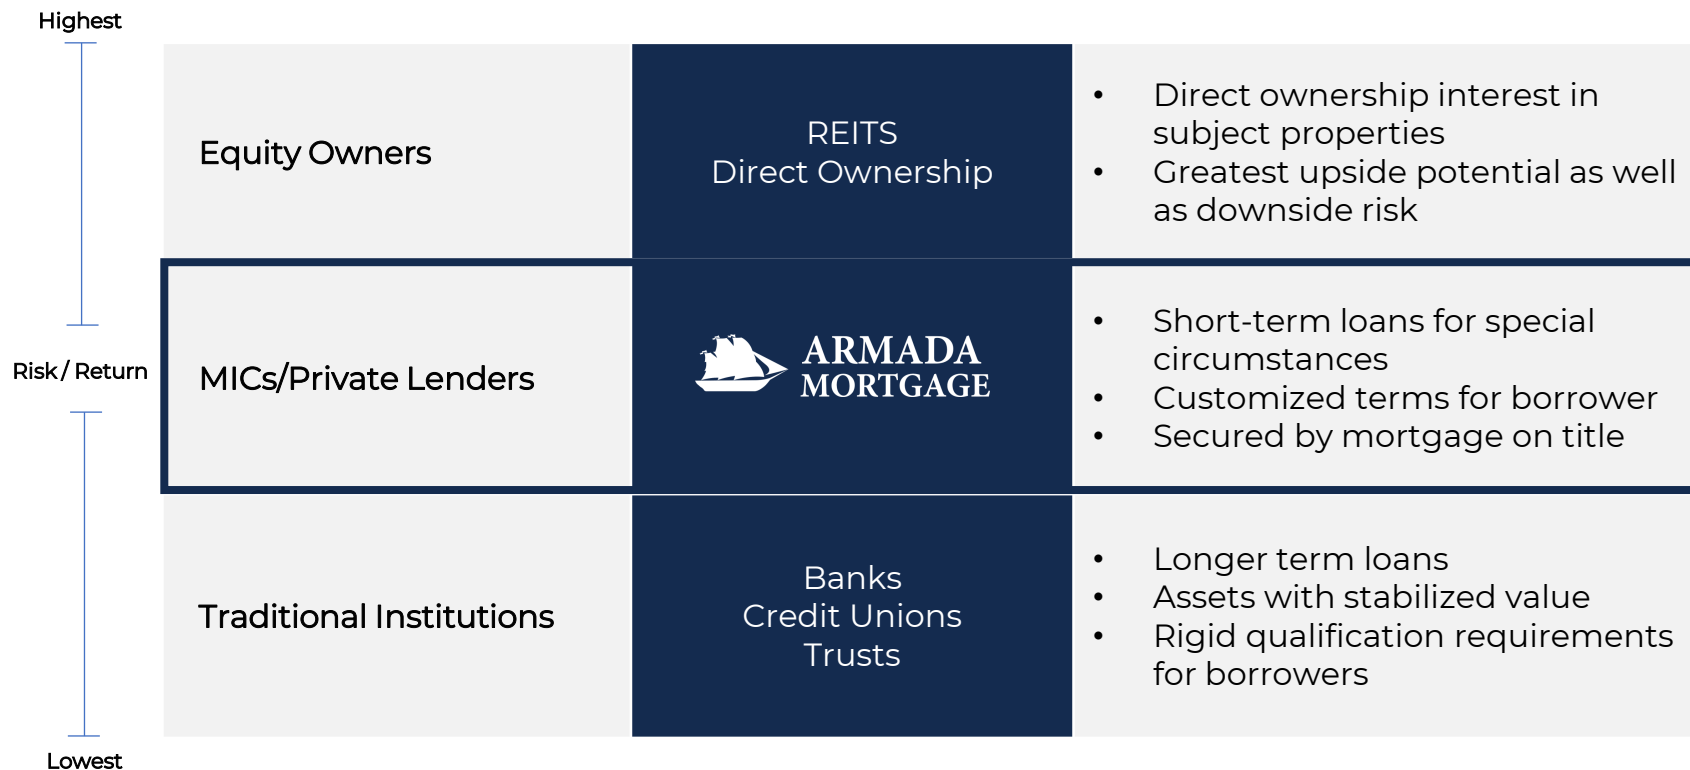 Highest
Equity Owners
REITS
Direct Ownership
• Direct ownership interest in
subject properties
• Greatest upside potential as well
as downside risk
Risk / Return
MICs/Private Lenders
ARMADA
MORTGAGE
• Short-term loans for special
circumstances
• Customized terms for borrower
• Secured by mortgage on title
Traditional Institutions
Banks
Credit Unions
Trusts
• Longer term loans
• Assets with stabilized value
• Rigid qualification requirements
for borrowers
Lowest